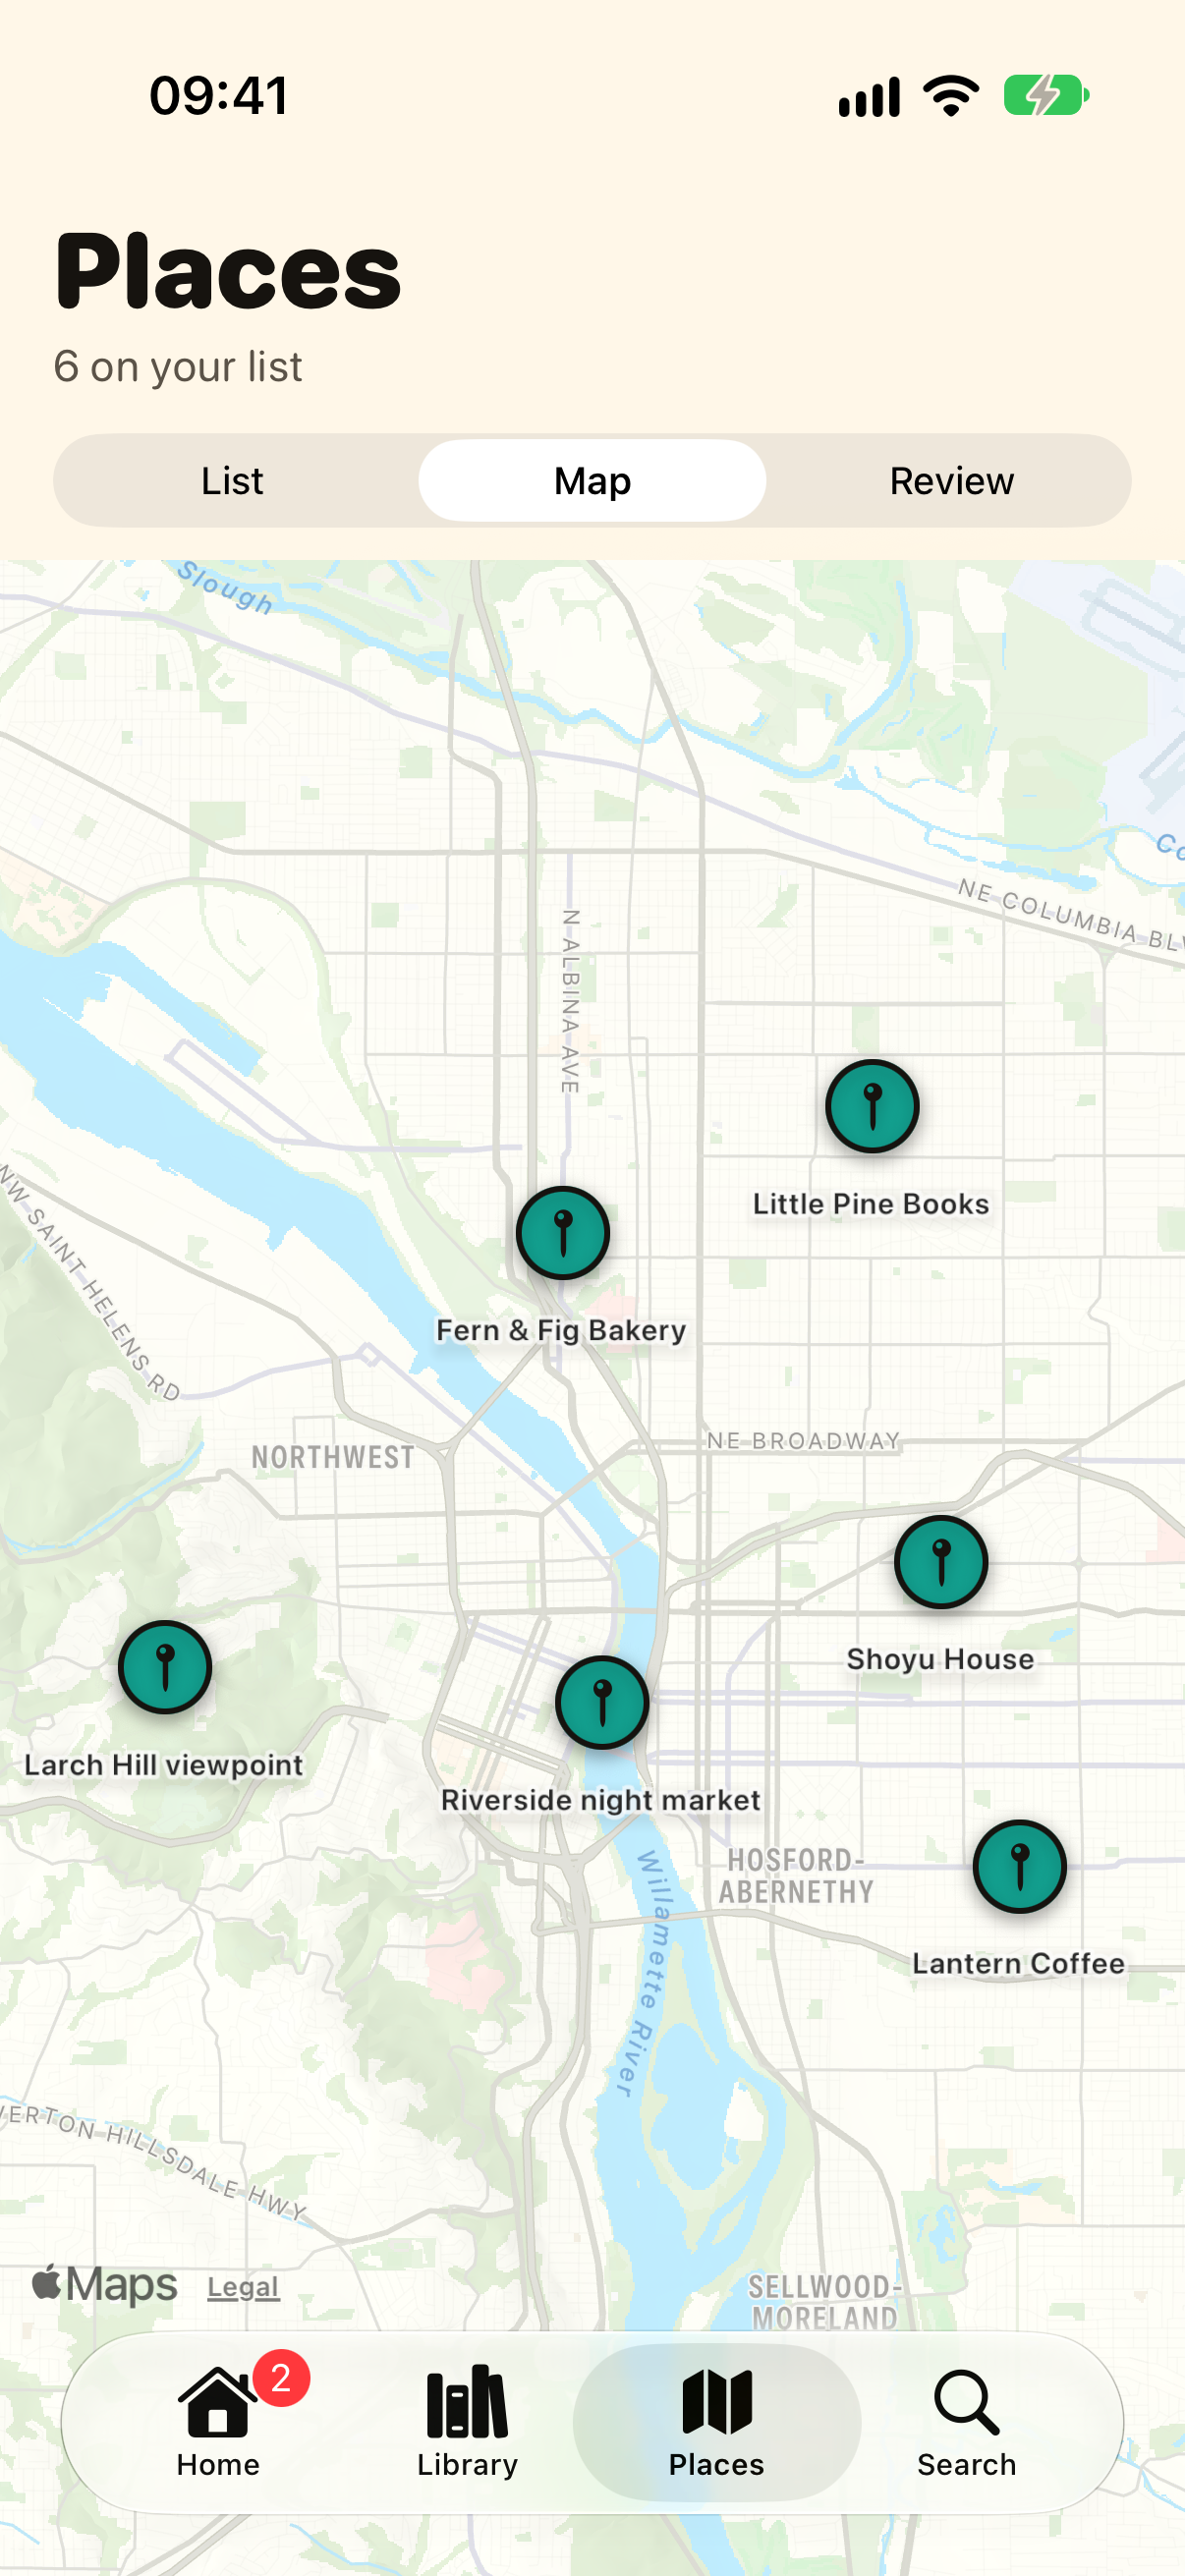 09:41
Places
6 on your list
List
Map
Review
Slough
NE COLUMBIA
N ALBINA AVE
Little Pine Books
NW SAINT HELENS RD
Fern & Fig Bakery
NE BROADWAY
NORTHWEST
Shoyu House
Larch Hill viewpoint
Riverside night market
HOSFORD-
ABERNETHY
Willamette River
Lantern Coffee
HILLSDALE HWY
Maps
Legal
SELLWOOD-
MORELAND
2
Home
Library
Places
Search